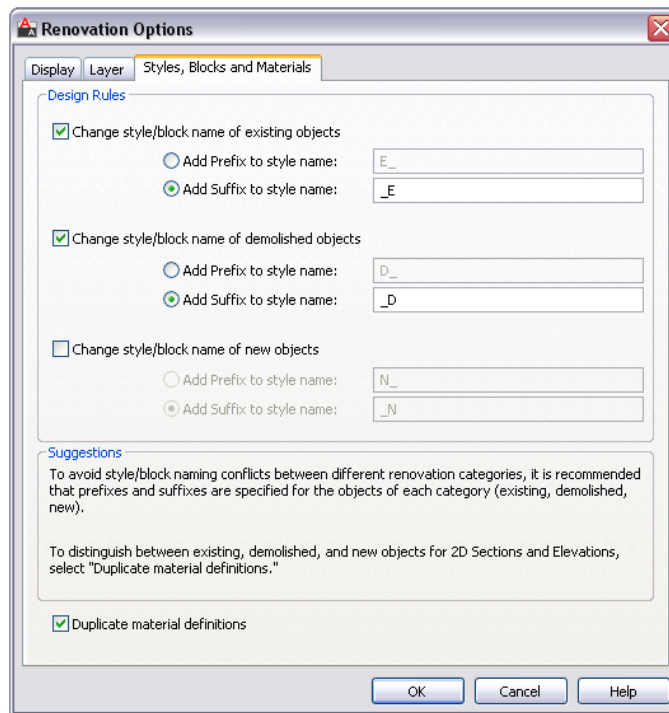 Renovation Options
Display Layer Styles, Blocks and Materials
Design Rules
Change style/block name of existing objects
Add Prefix to style name: E_
Add Suffix to style name: _E
Change style/block name of demolished objects
Add Prefix to style name: D_
Add Suffix to style name: _D
Change style/block name of new objects
Add Prefix to style name: N_
Add Suffix to style name: _N
Suggestions
To avoid style/block naming conflicts between different renovation categories, it is recommended
that prefixes and suffixes are specified for the objects of each category (existing, demolished,
new).
To distinguish between existing, demolished, and new objects for 2D Sections and Elevations,
select "Duplicate material definitions."
Duplicate material definitions
OK Cancel Help